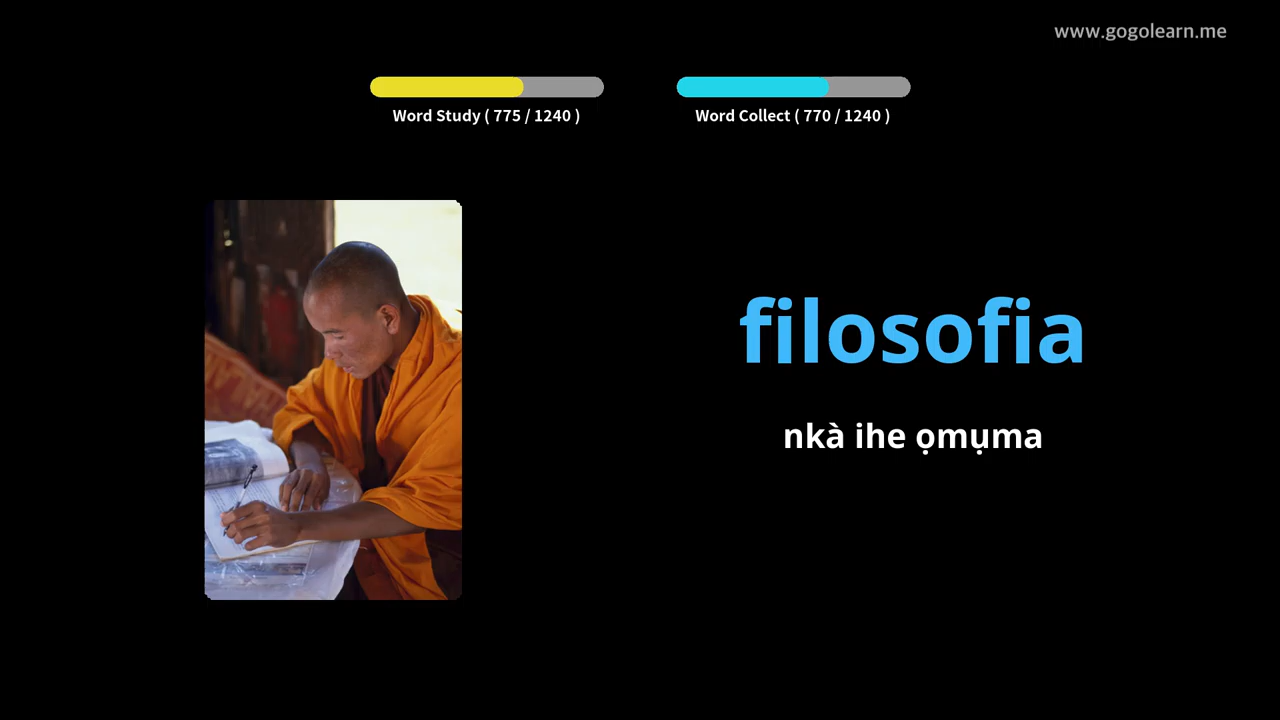 www.gogolearn.me
Word Study ( 775 / 1240 )
Word Collect ( 770 / 1240 )
filosofia
nkà ihe ọmụma